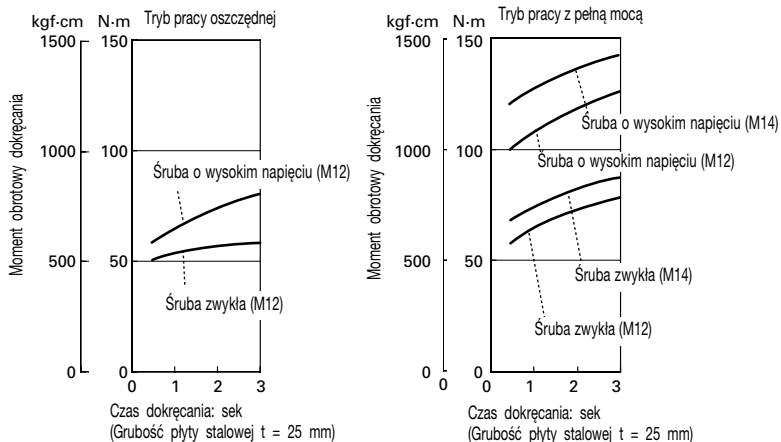 Tryb pracy oszczędnej
kgf·cm N·m
1500 150
1000 100
500 50
0 0
Moment obrotowy dokręcania
Śruba o wysokim napięciu (M12)
Śruba zwykła (M12)
0 1 2 3
Czas dokręcania: sek
(Grubość płyty stalowej t = 25 mm)
Tryb pracy z pełną mocą
kgf·cm N·m
1500 150
1000 100
500 50
0 0
Moment obrotowy dokręcania
Śruba o wysokim napięciu (M14)
Śruba o wysokim napięciu (M12)
Śruba zwykła (M14)
Śruba zwykła (M12)
0 0 1 2 3
Czas dokręcania: sek
(Grubość płyty stalowej t = 25 mm)